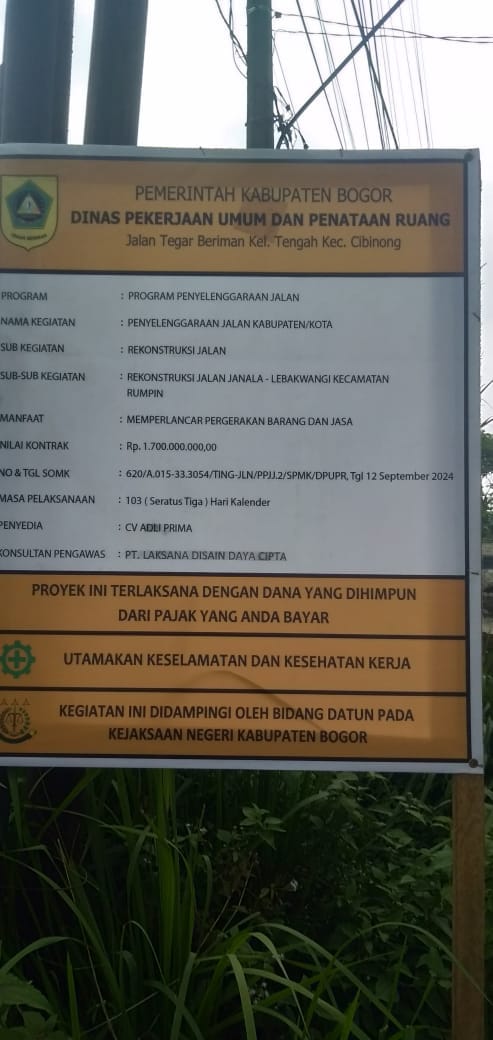 PEMERINTAH KABUPATEN BOGOR
DINAS PEKERJAAN UMUM DAN PENATAAN RUANG
Jalan Tegar Beriman Kel. Tengah Kec. Cibinong
PROGRAM : PROGRAM PENYELENGGARAAN JALAN
NAMA KEGIATAN : PENYELENGGARAAN JALAN KABUPATEN/KOTA
SUB KEGIATAN : REKONSTRUKSI JALAN
SUB-SUB KEGIATAN : REKONSTRUKSI JALAN JANALA - LEBAKWANGI KECAMATAN
RUMPIN
MANFAAT : MEMPERLANCAR PERGERAKAN BARANG DAN JASA
NILAI KONTRAK : Rp. 1.700.000.000,00
NO & TGL SOMK : 620/A.015-33.3054/TING-JLN/PPJJ.2/SPMK/DPUPR, Tgl 12 September 2024
MASA PELAKSANAAN : 103 ( Seratus Tiga ) Hari Kalender
PENYEDIA : CV ADLI PRIMA
KONSULTAN PENGAWAS : PT. LAKSANA DISAIN DAYA CIPTA
PROYEK INI TERLAKSANA DENGAN DANA YANG DIHIMPUN
DARI PAJAK YANG ANDA BAYAR
UTAMAKAN KESELAMATAN DAN KESEHATAN KERJA
KEGIATAN INI DIDAMPINGI OLEH BIDANG DATUN PADA
KEJAKSAAN NEGERI KABUPATEN BOGOR